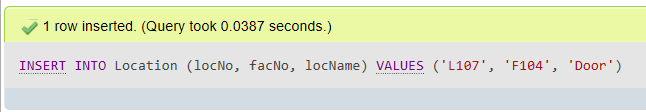 1 row inserted. (Query took 0.0387 seconds.)
INSERT INTO Location (locNo, facNo, locName) VALUES ('L107', 'F104', 'Door')